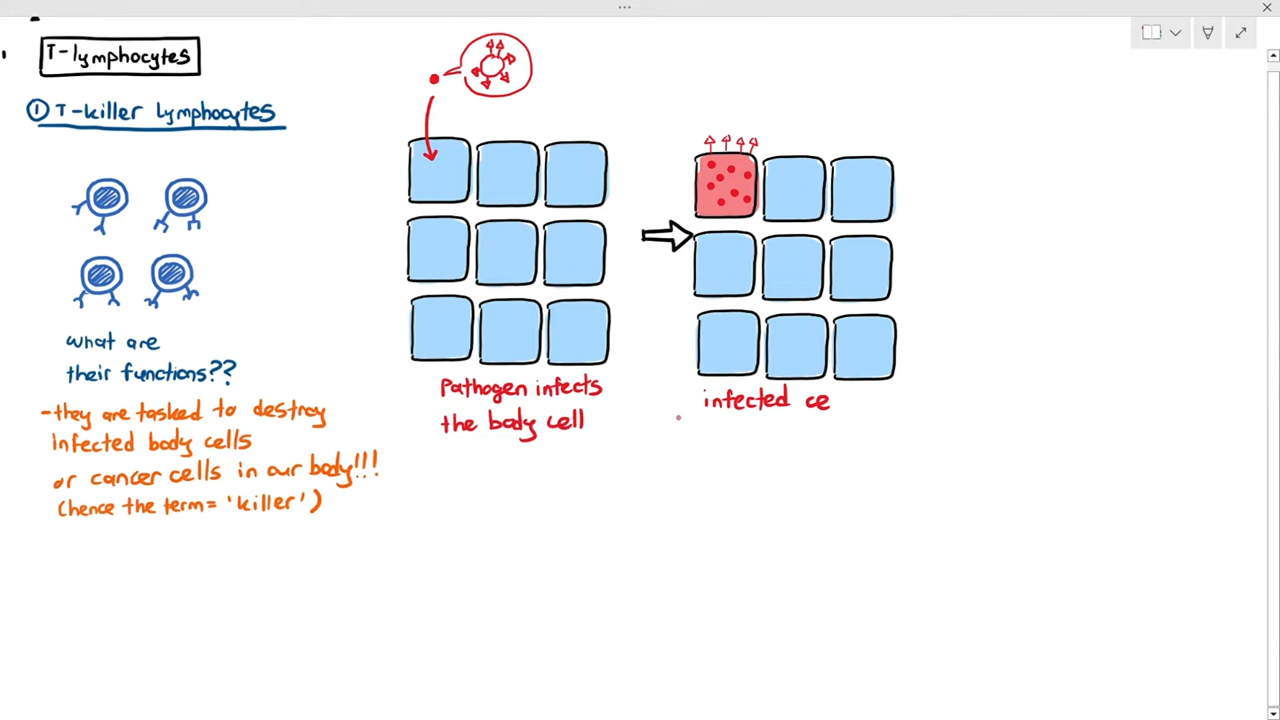 T-lymphocytes
① T-killer lymphocytes
what are
their functions??
-they are tasked to destroy
infected body cells
or cancer cells in our body!!!
(hence the term= 'killer')
Pathogen infects
the body cell
infected ce